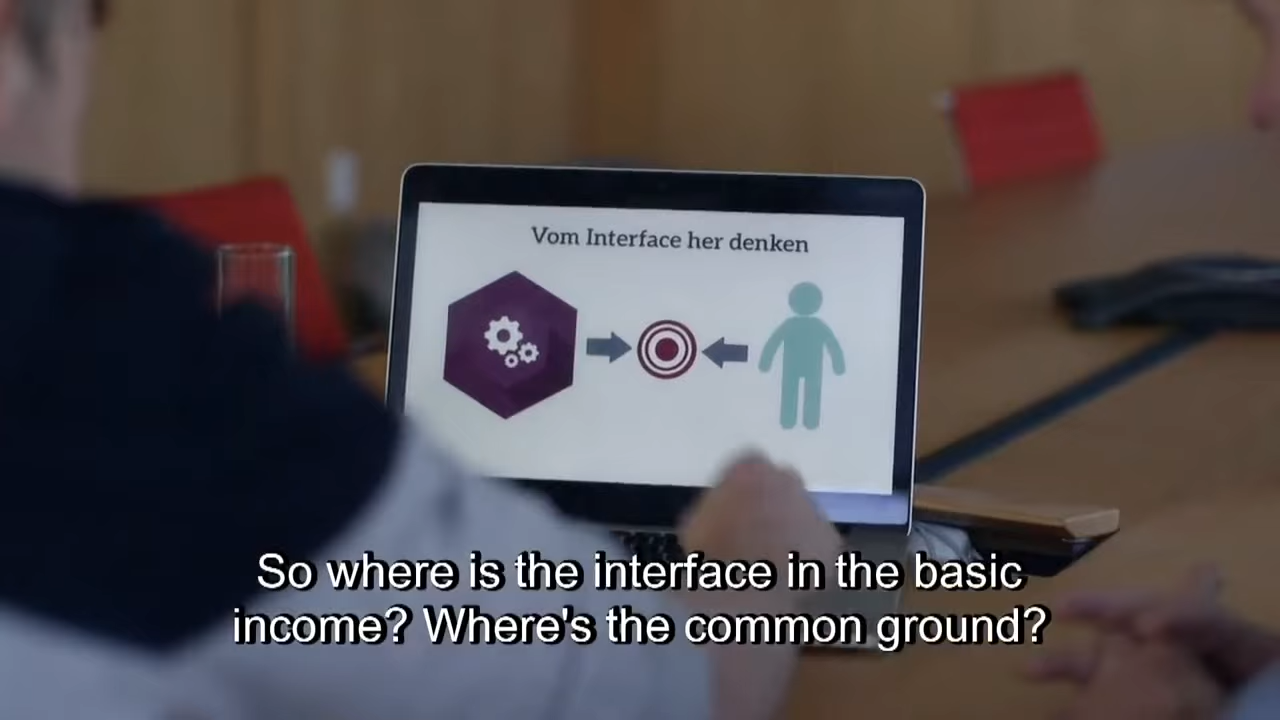 Vom Interface her denken
So where is the interface in the basic
income? Where's the common ground?